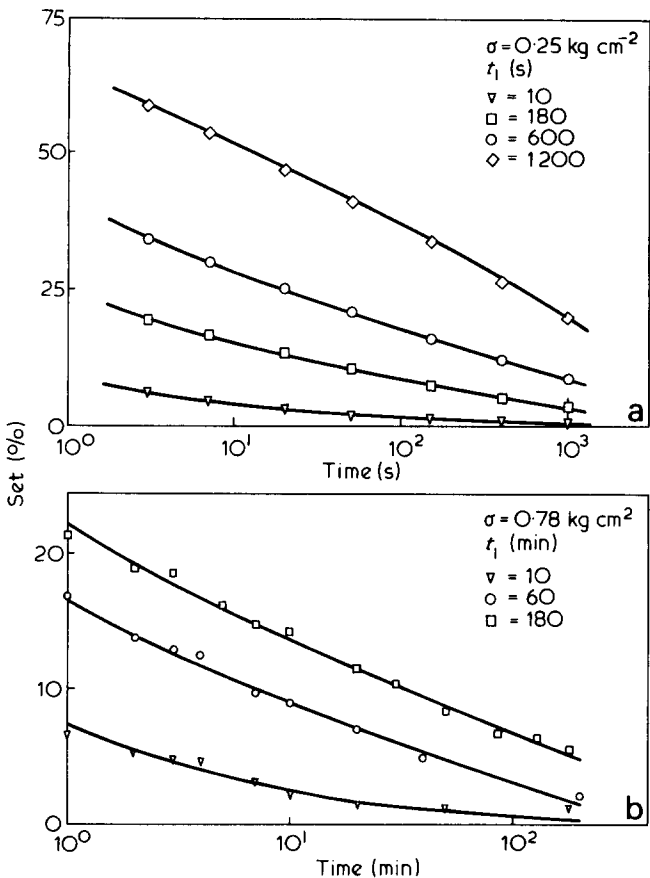 75
50
25
0
σ = 0·25 kg cm⁻²
t₁ (s)
▽ = 10
□ = 180
○ = 600
◇ = 1200
a
10⁰ 10¹ 10² 10³
Time (s)
Set (%)
20
10
0
σ = 0·78 kg cm²
t₁ (min)
▽ = 10
○ = 60
□ = 180
b
10⁰ 10¹ 10²
Time (min)